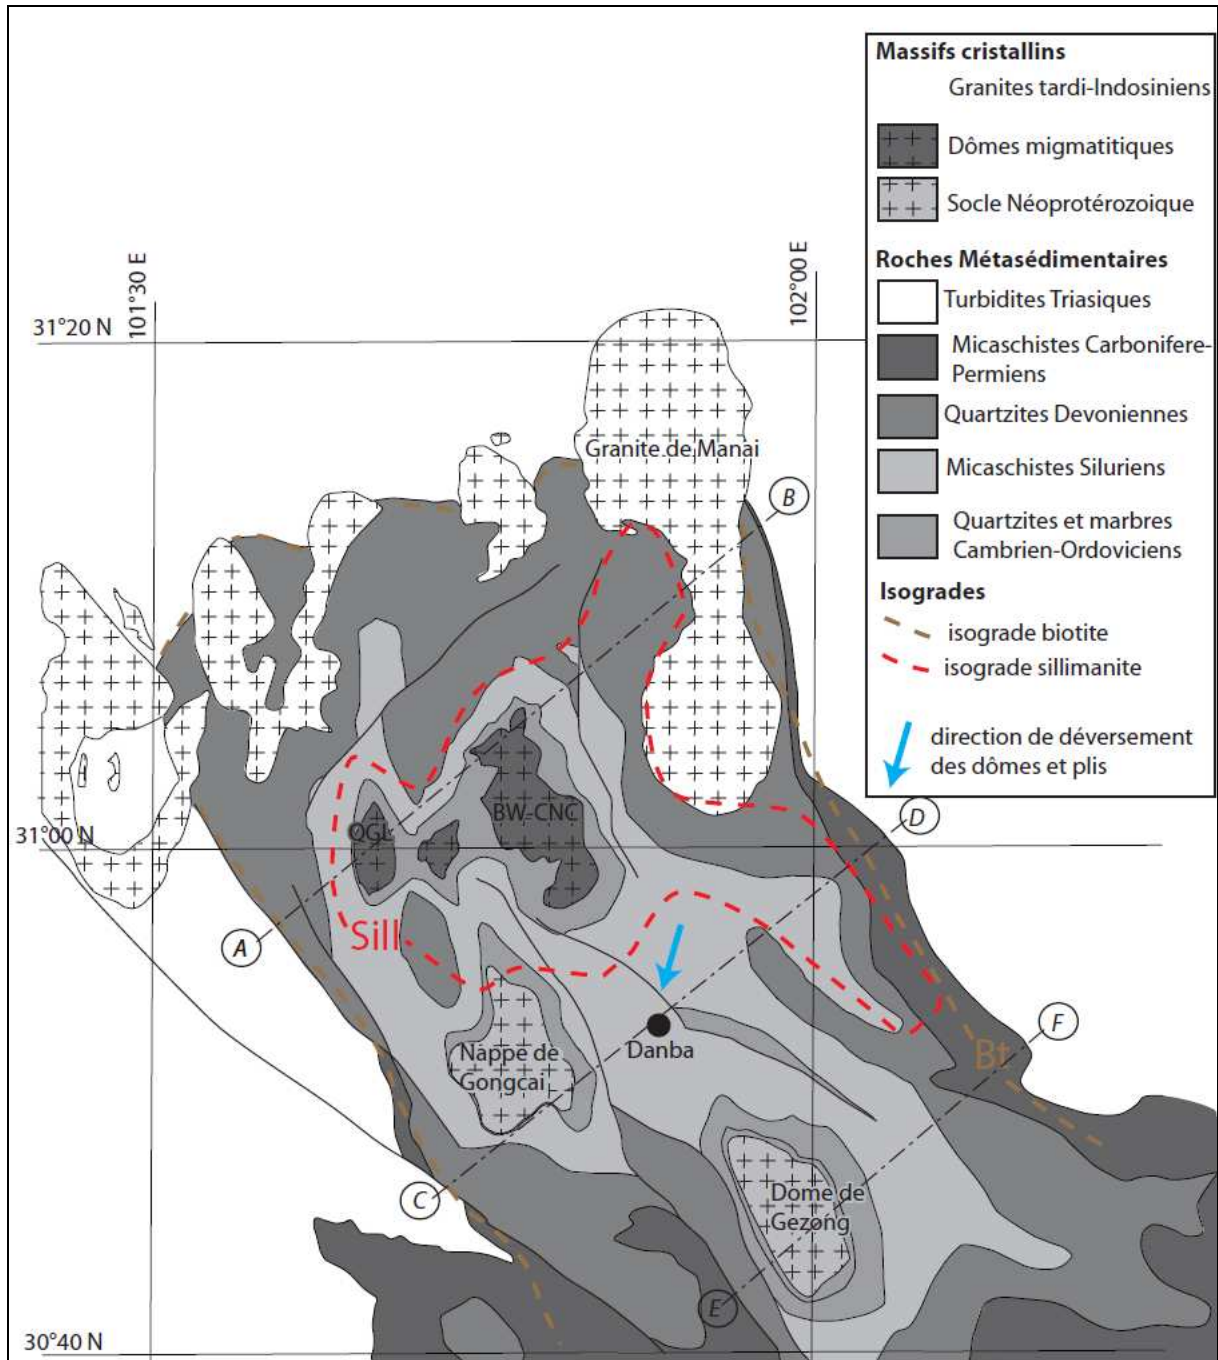 Massifs cristallins
Granites tardi-Indosiniens
Dômes migmatitiques
Socle Néoprotérozoique
Roches Métasédimentaires
Turbidites Triasiques
Micaschistes Carbonifere-
Permiens
Quartzites Devoniennes
Micaschistes Siluriens
Quartzites et marbres
Cambrien-Ordoviciens
Isogrades
isograde biotite
isograde sillimanite
direction de déversement
des dômes et plis
101°30 E
102°00 E
31°20 N
Granite de Manai
B
BW-CNC
QGL
31°00 N
D
A
Sill
F
Danba
Bt
Nappe de
Gongcai
C
Dome de
Gezong
E
30°40 N